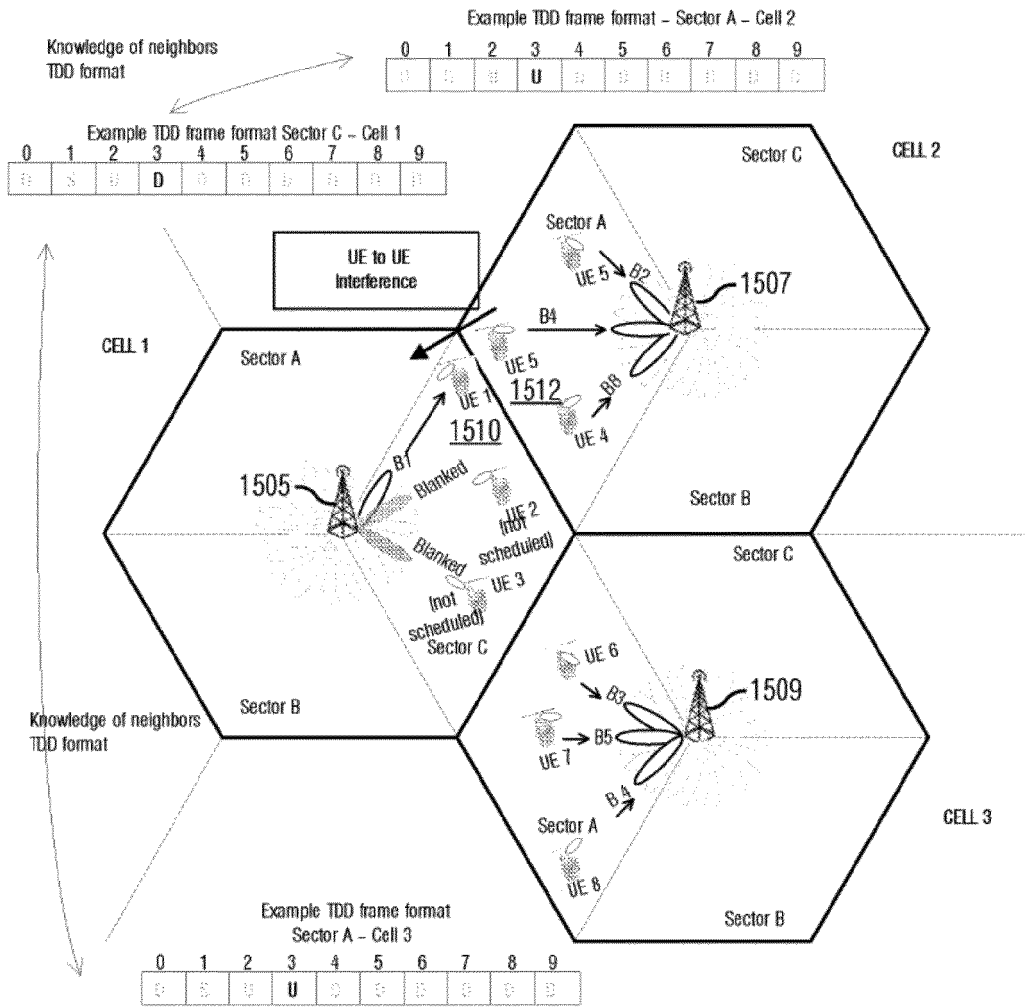 Example TDD frame format – Sector A – Cell 2
Knowledge of neighbors
TDD format
0 1 2 3 4 5 6 7 8 9
U
Example TDD frame format Sector C – Cell 1
0 1 2 3 4 5 6 7 8 9
D
Sector C
CELL 2
Sector A
UE to UE
Interference
UE 5
B2
1507
B4
CELL 1
Sector A
UE 5
UE 1
1512
B8
UE 4
1510
B1
Blanked
1505
Sector B
UE 2
(not
scheduled)
Blanked
Sector C
UE 3
(not
scheduled)
Sector C
UE 6
1509
B3
Sector B
Knowledge of neighbors
TDD format
B5
UE 7
B 4
Sector A
CELL 3
UE 8
Example TDD frame format
Sector A – Cell 3
Sector B
0 1 2 3 4 5 6 7 8 9
U